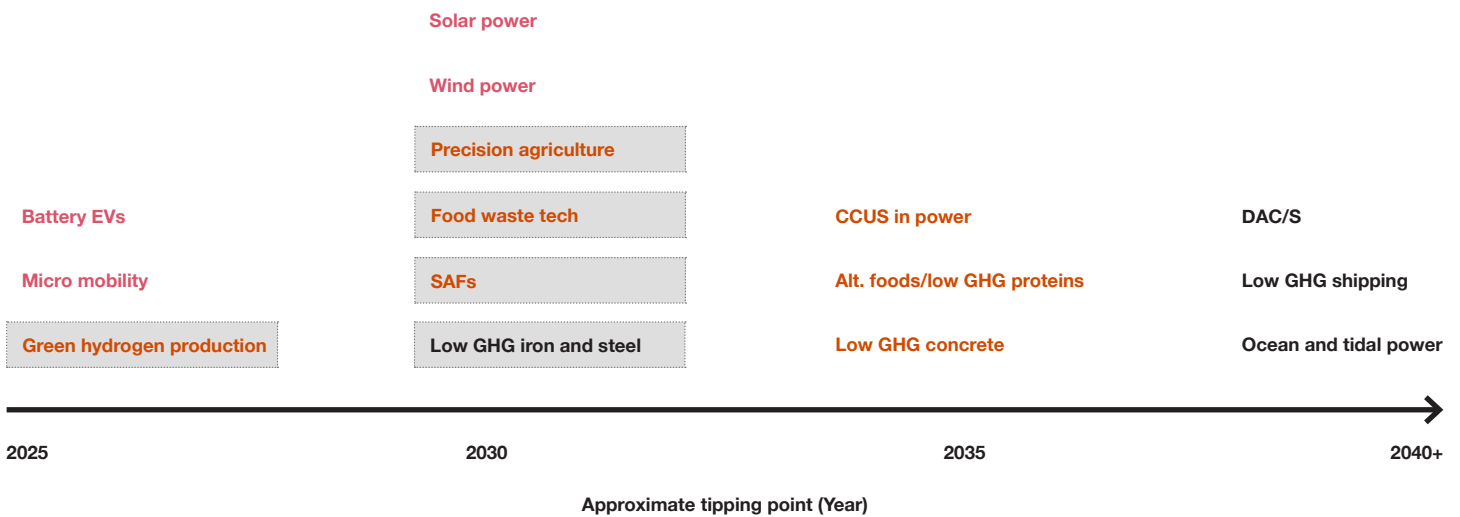 Solar power
Wind power
Precision agriculture
Battery EVs
Food waste tech
CCUS in power
DAC/S
Micro mobility
SAFs
Alt. foods/low GHG proteins
Low GHG shipping
Green hydrogen production
Low GHG iron and steel
Low GHG concrete
Ocean and tidal power
2025
2030
2035
2040+
Approximate tipping point (Year)